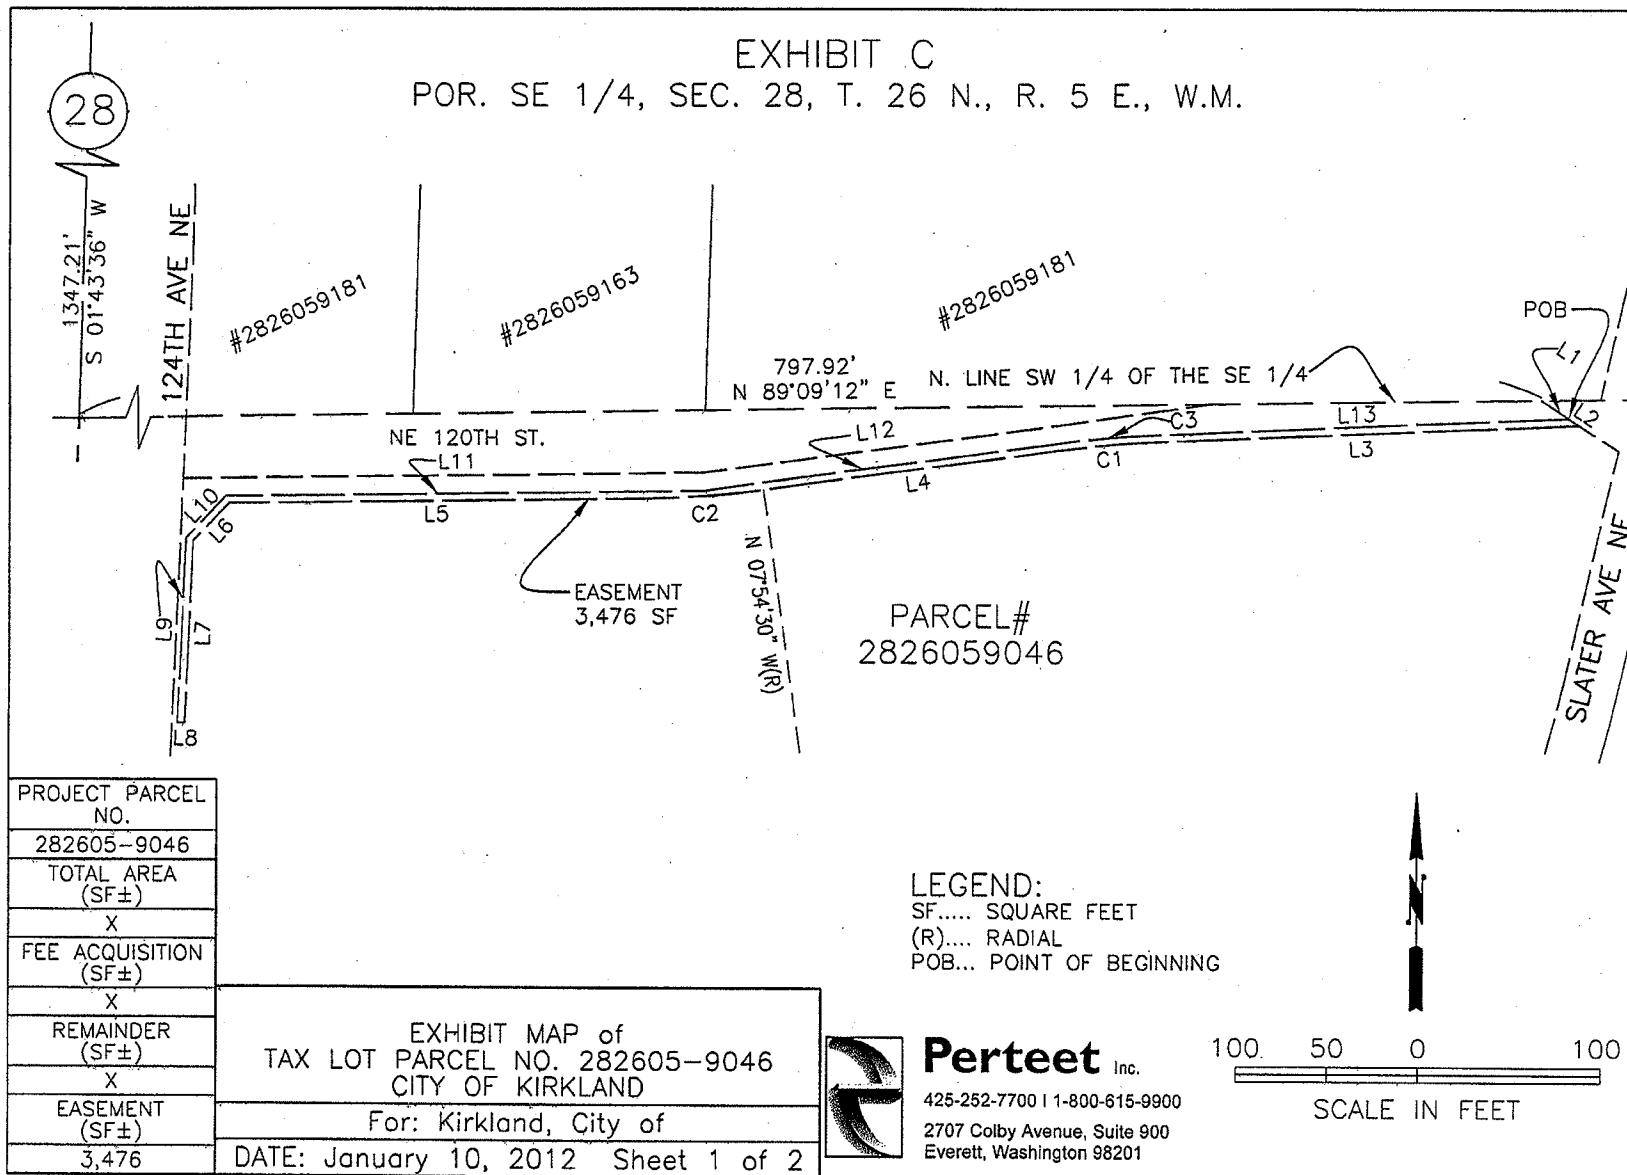 EXHIBIT C
POR. SE 1/4, SEC. 28, T. 26 N., R. 5 E., W.M.
28
1347.21'
S 01°43'36" W
124TH AVE NE
#2826059181
#2826059163
#2826059181
797.92'
N 89°09'12" E
N. LINE SW 1/4 OF THE SE 1/4
POB
L1
L2
L13
L3
C3
C1
L12
L4
NE 120TH ST.
L11
L5
C2
L10
L6
L9
L7
L8
EASEMENT
3,476 SF
N 07°54'30" W(R)
PARCEL#
2826059046
SLATER AVE NE
PROJECT PARCEL
NO.
282605-9046
TOTAL AREA
(SF±)
X
FEE ACQUISITION
(SF±)
X
REMAINDER
(SF±)
X
EASEMENT
(SF±)
3,476
EXHIBIT MAP of
TAX LOT PARCEL NO. 282605-9046
CITY OF KIRKLAND
For: Kirkland, City of
DATE: January 10, 2012 Sheet 1 of 2
LEGEND:
SF..... SQUARE FEET
(R).... RADIAL
POB... POINT OF BEGINNING
N
Perteet Inc.
425-252-7700 | 1-800-615-9900
2707 Colby Avenue, Suite 900
Everett, Washington 98201
100 50 0 100
SCALE IN FEET